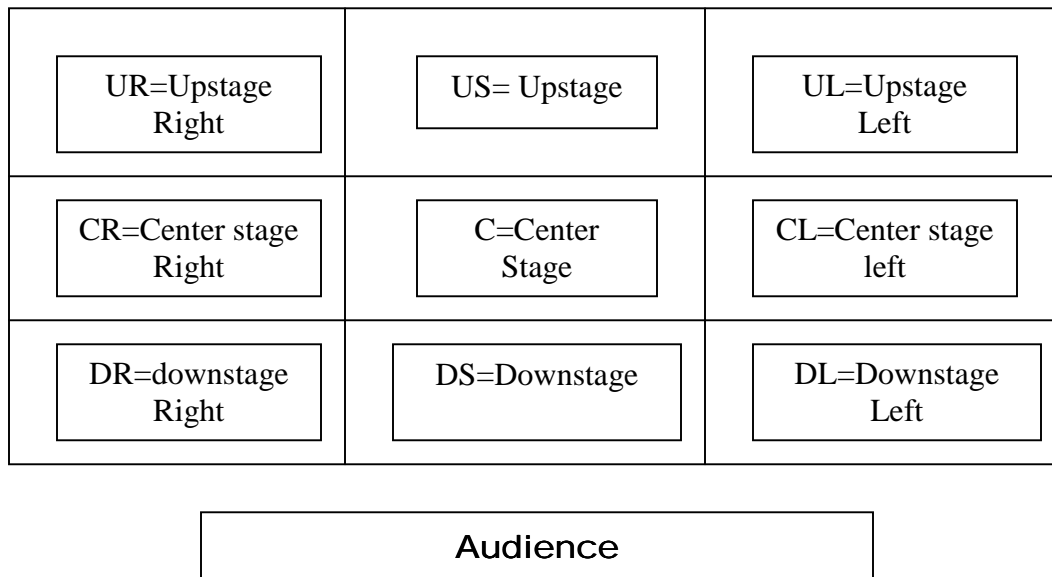 UR=Upstage
Right
US= Upstage
UL=Upstage
Left
CR=Center stage
Right
C=Center
Stage
CL=Center stage
left
DR=downstage
Right
DS=Downstage
DL=Downstage
Left
Audience